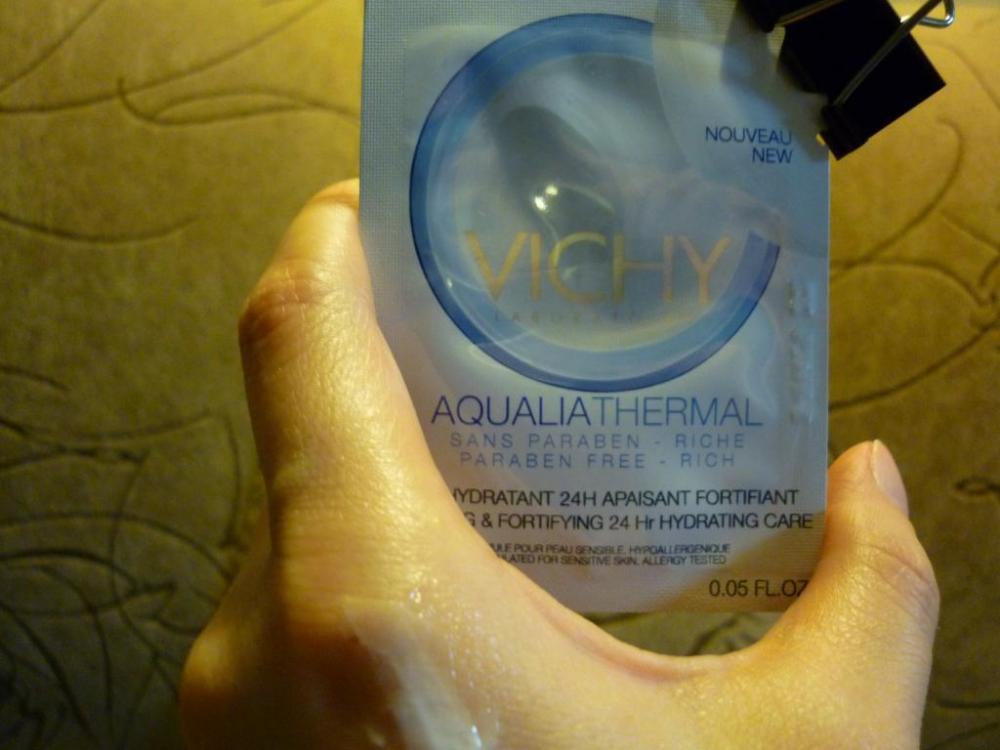 NOUVEAU
NEW
VICHY
AQUALIATHERMAL
SANS PARABEN - RICHE
PARABEN FREE - RICH
HYDRATANT 24H APAISANT FORTIFIANT
G & FORTIFYING 24 Hr HYDRATING CARE
POUR PEAU SENSIBLE. HYPOALLERGENIQUE
FOR SENSITIVE SKIN. ALLERGY TESTED
0.05 FL.OZ